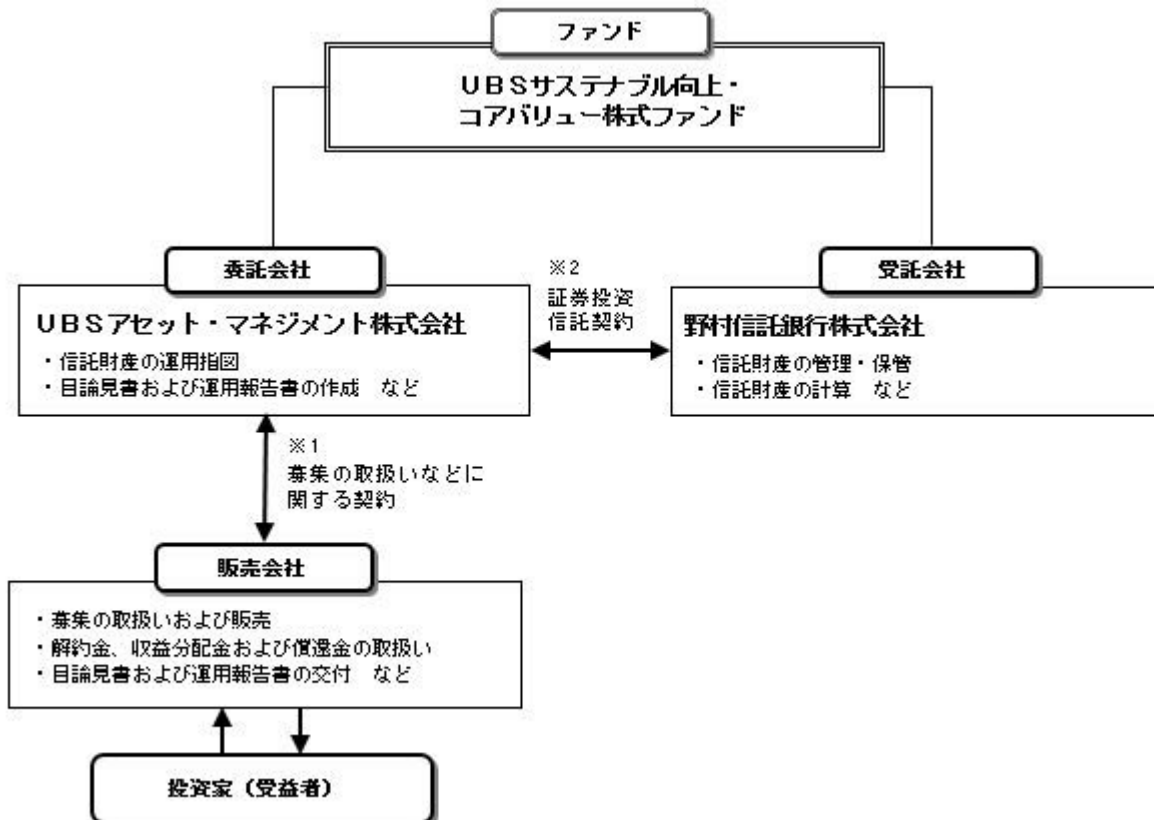 ファンド
UBSサステナブル向上・
コアバリュー株式ファンド
委託会社
UBSアセット・マネジメント株式会社
・信託財産の運用指図
・目論見書および運用報告書の作成 など
※2
証券投資
信託契約
受託会社
野村信託銀行株式会社
・信託財産の管理・保管
・信託財産の計算 など
※1
募集の取扱いなどに
関する契約
販売会社
・募集の取扱いおよび販売
・解約金、収益分配金および償還金の取扱い
・目論見書および運用報告書の交付 など
投資家(受益者)